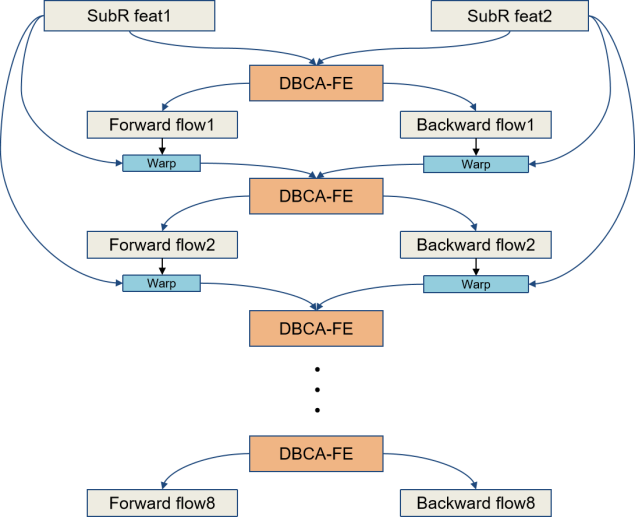 SubR feat1
SubR feat2
DBCA-FE
Forward flow1
Backward flow1
Warp
Warp
DBCA-FE
Forward flow2
Backward flow2
Warp
Warp
DBCA-FE
DBCA-FE
Forward flow8
Backward flow8